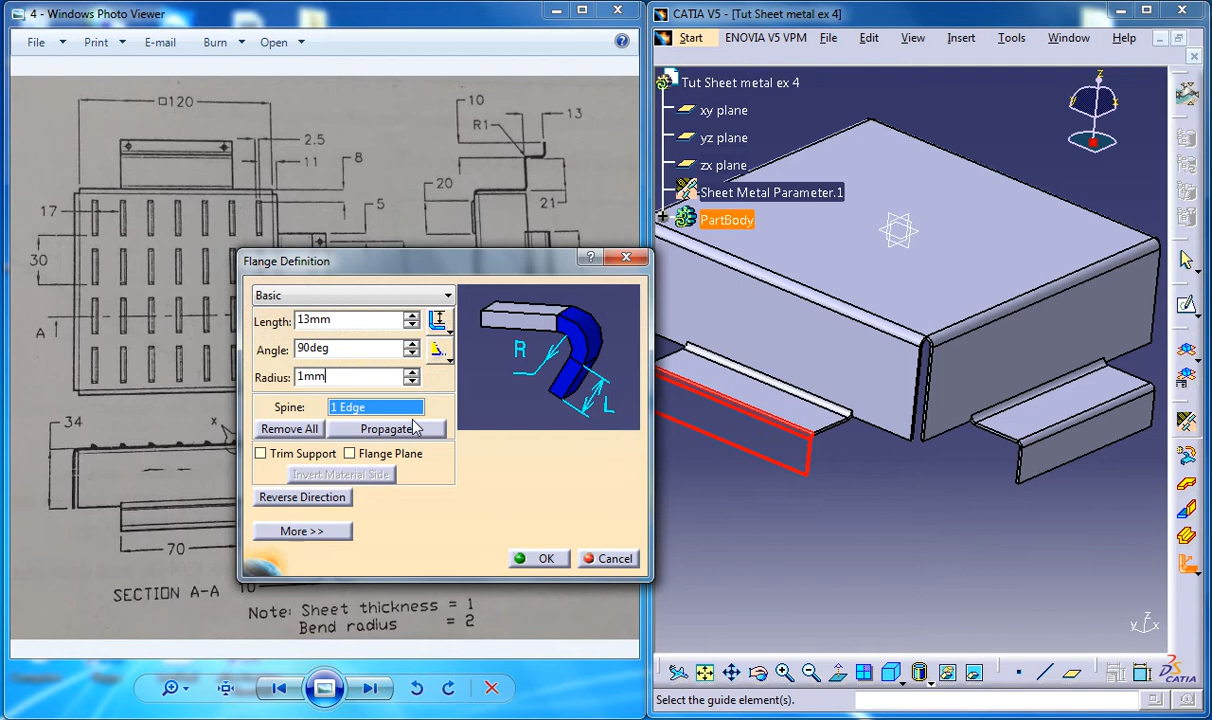 4 - Windows Photo Viewer
File
Print
E-mail
Burn
Open
□120
10
R1
13
2.5
11
8
17
20
21
5
30
A
34
x
70
SECTION A-A
10
Note: Sheet thickness = 1
Bend radius = 2
Flange Definition
Basic
Length: 13mm
Angle: 90deg
Radius: 1mm
Spine: 1 Edge
Remove All
Propagate
Trim Support
Flange Plane
Invert Material Side
Reverse Direction
More >>
OK
Cancel
R
L
CATIA V5 - [Tut Sheet metal ex 4]
Start
ENOVIA V5 VPM
File
Edit
View
Insert
Tools
Window
Help
Tut Sheet metal ex 4
xy plane
yz plane
zx plane
Sheet Metal Parameter.1
PartBody
z
x
z
y
x
CATIA
Select the guide element(s).